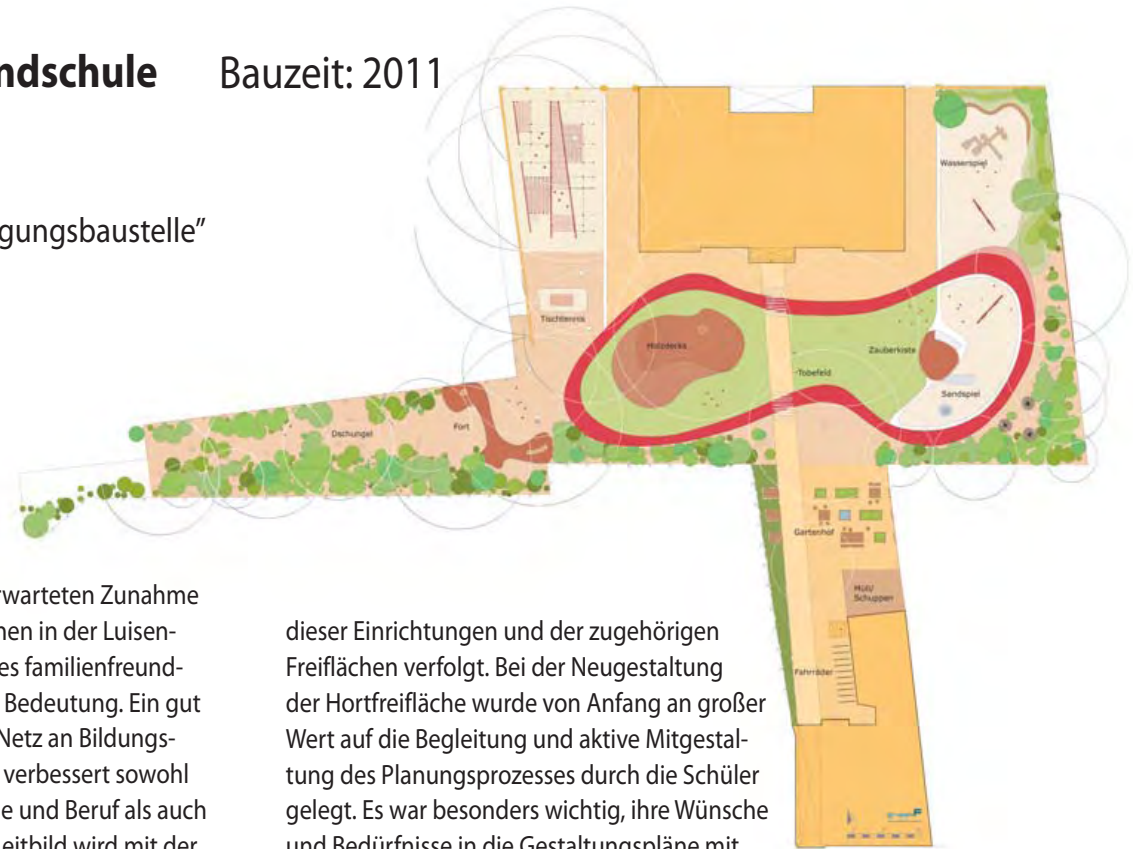 ndschule Bauzeit: 2011
gungsbaustelle"
Wasserspiel
Tischtennis
Holzdecks
Zauberkiste
Tobefeld
Sandspiel
Dschungel
Fort
Gartenhof
Müll/
Schuppen
Fahrräder
rwarteten Zunahme
nen in der Luisen-
es familienfreund-
Bedeutung. Ein gut
Netz an Bildungs-
verbessert sowohl
e und Beruf als auch
eitbild wird mit der
dieser Einrichtungen und der zugehörigen
Freiflächen verfolgt. Bei der Neugestaltung
der Hortfreifläche wurde von Anfang an großer
Wert auf die Begleitung und aktive Mitgestal-
tung des Planungsprozesses durch die Schüler
gelegt. Es war besonders wichtig, ihre Wünsche
und Bedürfnisse in die Gestaltungspläne mit